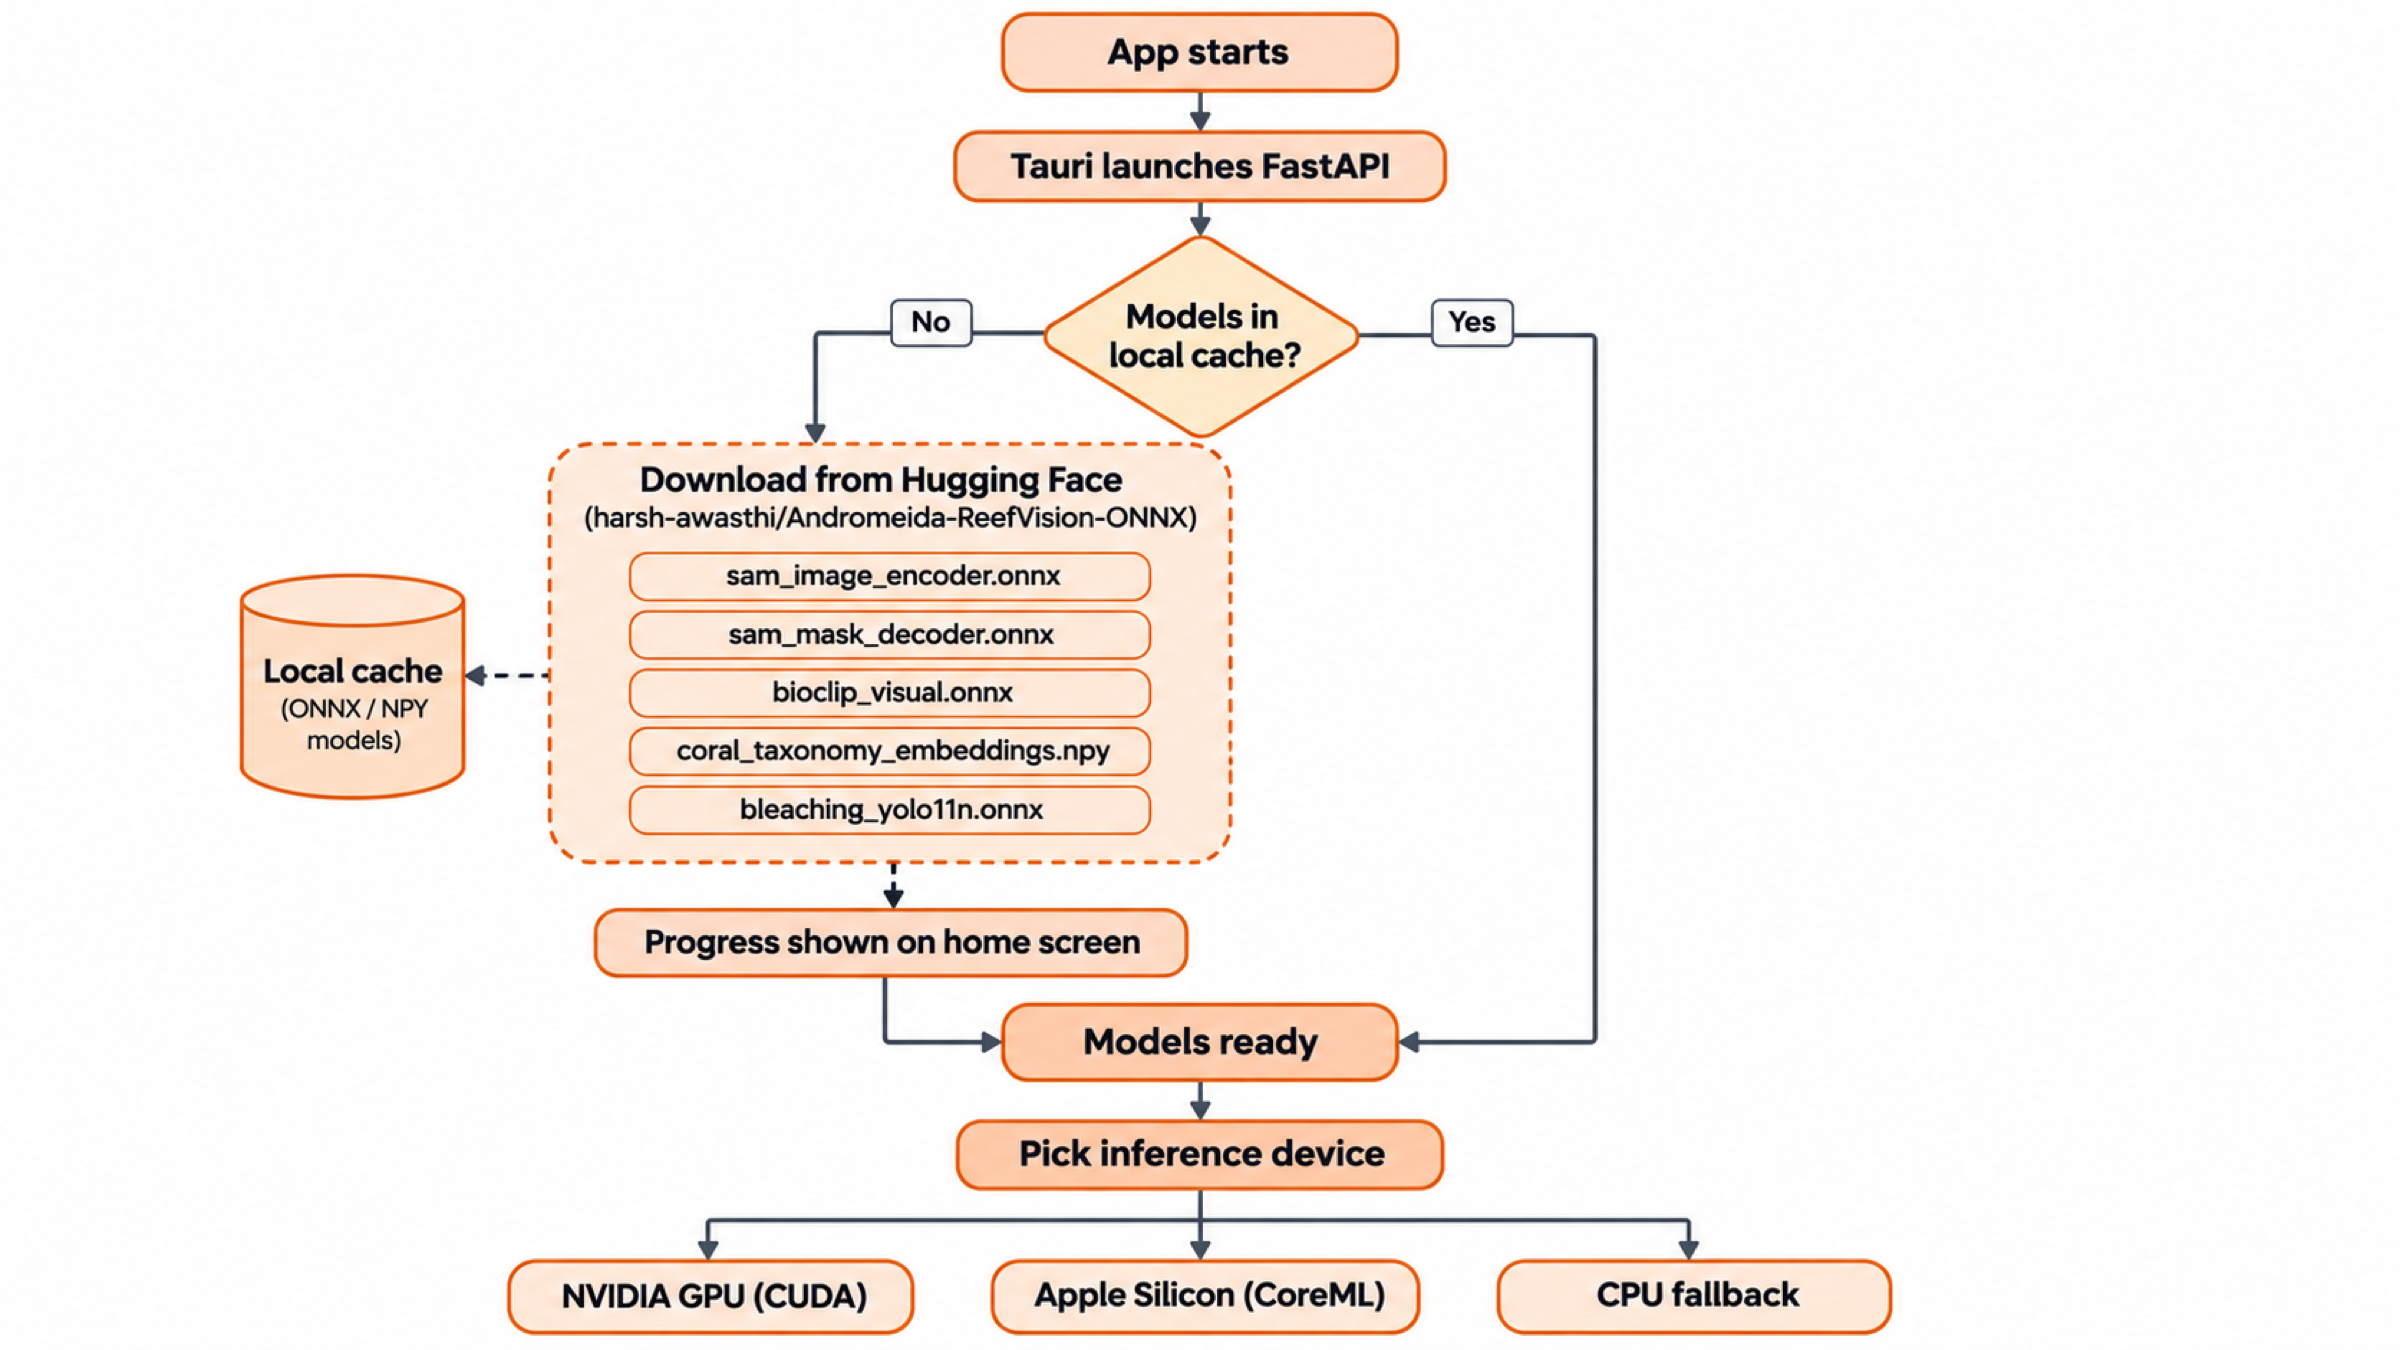 App starts
Tauri launches FastAPI
Models in
local cache?
No
Yes
Download from Hugging Face
(harsh-awasthi/Andromeida-ReefVision-ONNX)
sam_image_encoder.onnx
sam_mask_decoder.onnx
bioclip_visual.onnx
coral_taxonomy_embeddings.npy
bleaching_yolo11n.onnx
Local cache
(ONNX / NPY
models)
Progress shown on home screen
Models ready
Pick inference device
NVIDIA GPU (CUDA)
Apple Silicon (CoreML)
CPU fallback